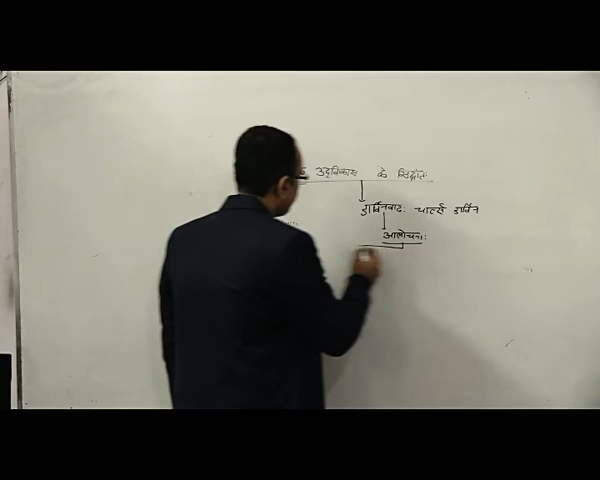 उद्विकास के सिद्धांतः
डार्विनवादः चार्ल्स डार्विन
आलोचनाः